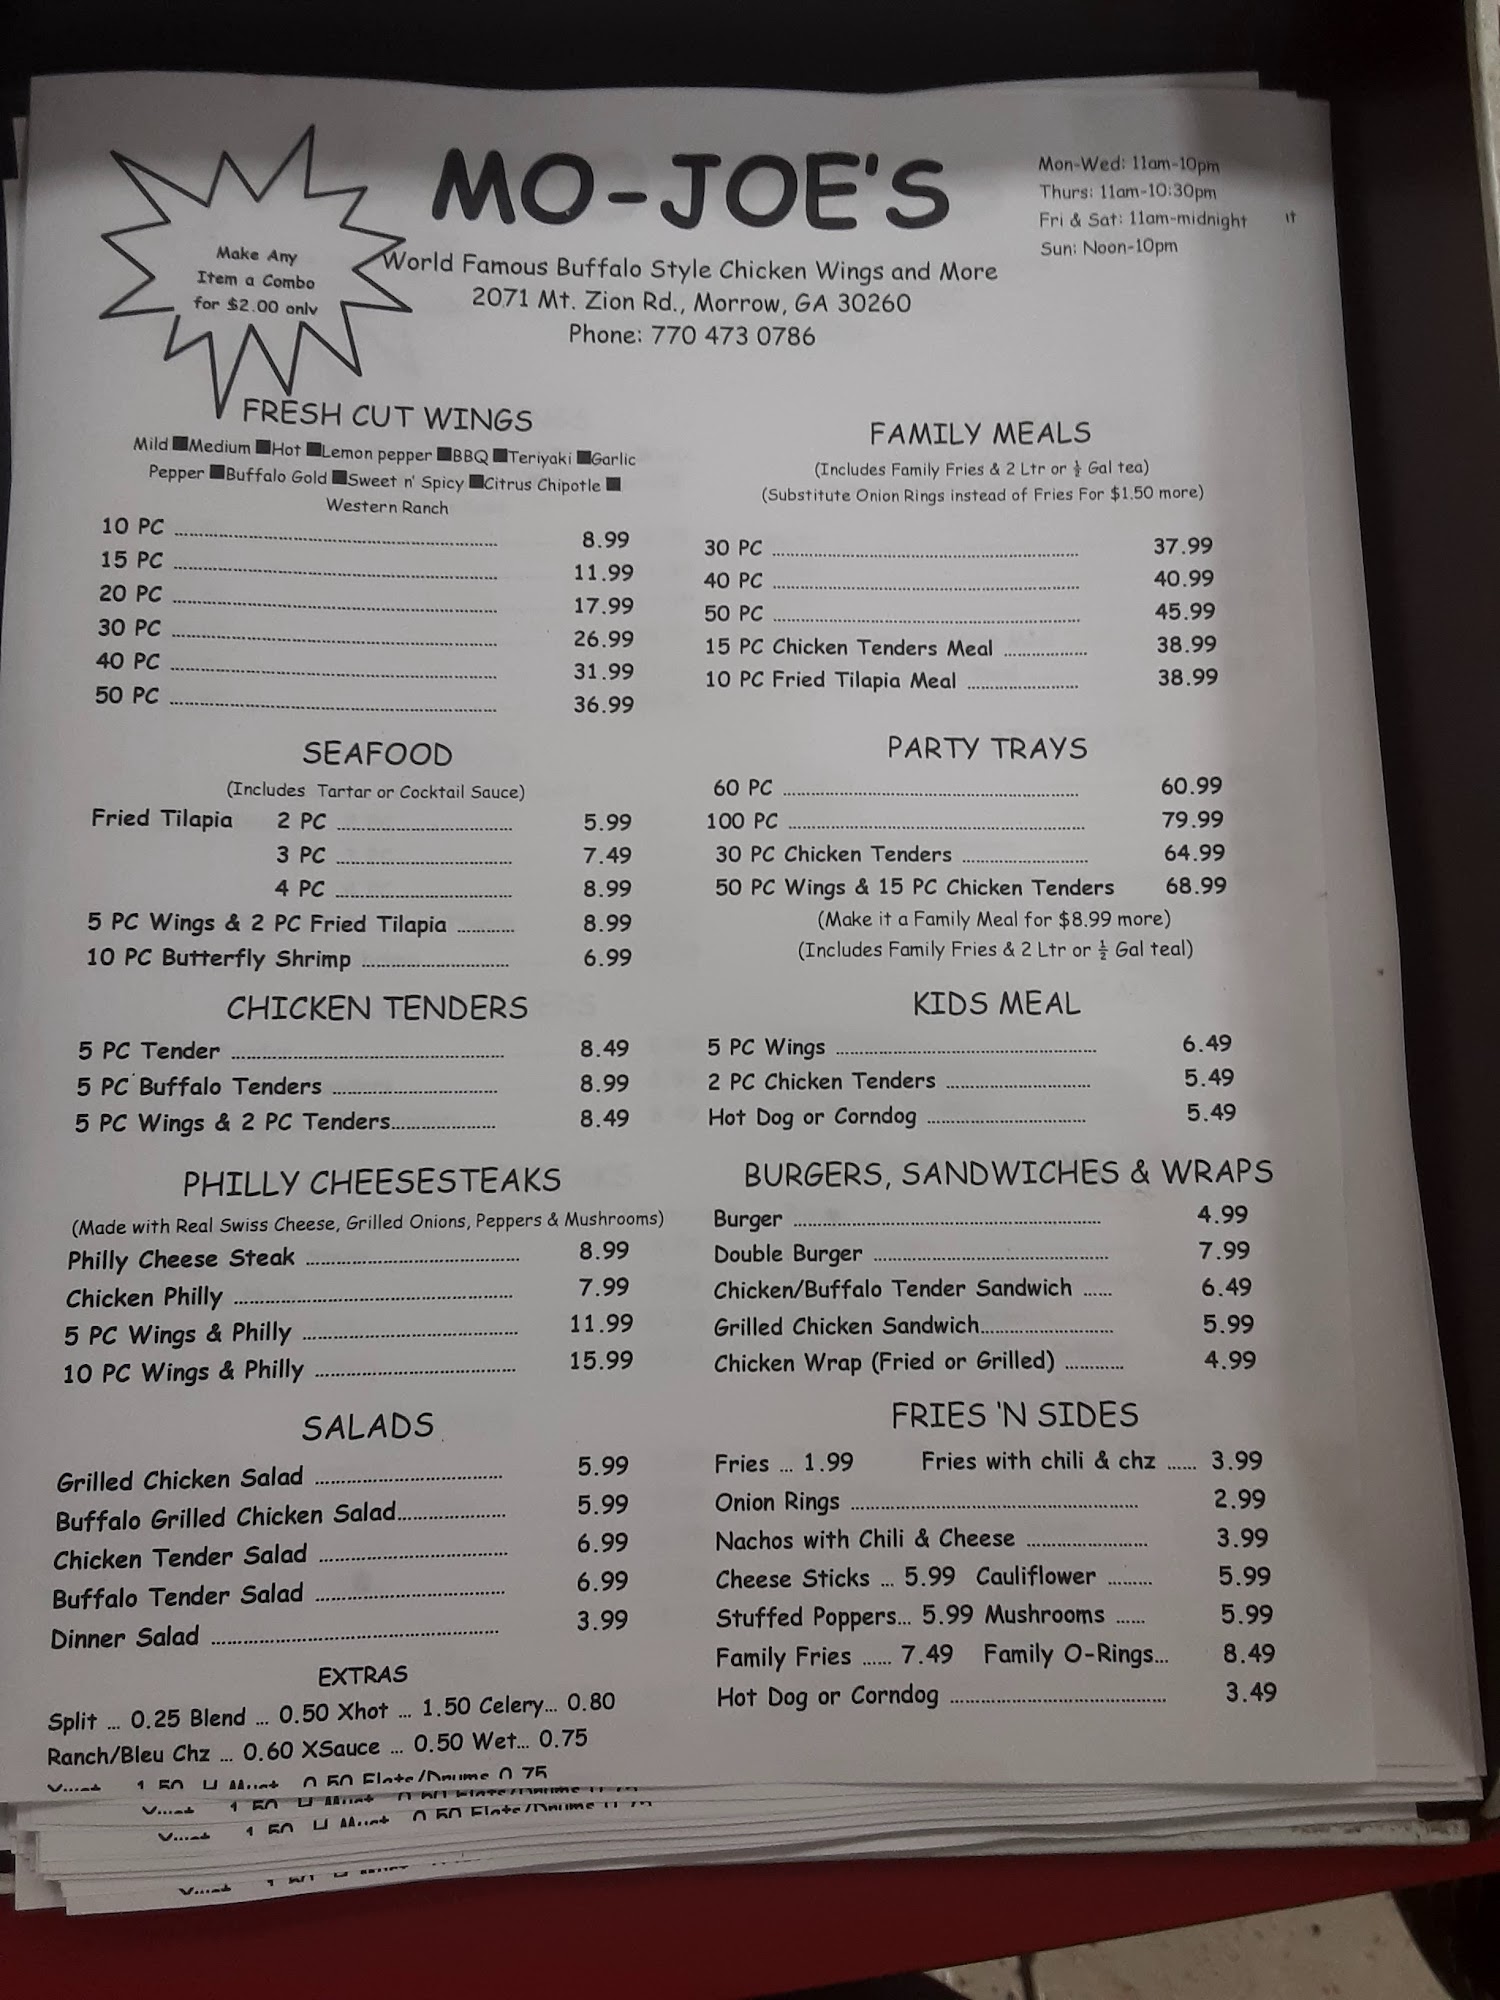 Make Any
Item a Combo
for $2.00 only
MO-JOE'S
World Famous Buffalo Style Chicken Wings and More
2071 Mt. Zion Rd., Morrow, GA 30260
Phone: 770 473 0786
Mon-Wed: 11am-10pm
Thurs: 11am-10:30pm
Fri & Sat: 11am-midnight
Sun: Noon-10pm
FRESH CUT WINGS
Mild ■Medium ■Hot ■Lemon pepper ■BBQ ■Teriyaki ■Garlic
Pepper ■Buffalo Gold ■Sweet n' Spicy ■Citrus Chipotle ■
Western Ranch
10 PC ........ 8.99
15 PC ........ 11.99
20 PC ........ 17.99
30 PC ........ 26.99
40 PC ........ 31.99
50 PC ........ 36.99
SEAFOOD
(Includes Tartar or Cocktail Sauce)
Fried Tilapia 2 PC ........ 5.99
3 PC ........ 7.49
4 PC ........ 8.99
5 PC Wings & 2 PC Fried Tilapia ........ 8.99
10 PC Butterfly Shrimp ........ 6.99
CHICKEN TENDERS
5 PC Tender ........ 8.49
5 PC Buffalo Tenders ........ 8.99
5 PC Wings & 2 PC Tenders........ 8.49
PHILLY CHEESESTEAKS
(Made with Real Swiss Cheese, Grilled Onions, Peppers & Mushrooms)
Philly Cheese Steak ........ 8.99
Chicken Philly ........ 7.99
5 PC Wings & Philly ........ 11.99
10 PC Wings & Philly ........ 15.99
SALADS
Grilled Chicken Salad ........ 5.99
Buffalo Grilled Chicken Salad........ 5.99
Chicken Tender Salad ........ 6.99
Buffalo Tender Salad ........ 6.99
Dinner Salad ........ 3.99
EXTRAS
Split ... 0.25 Blend ... 0.50 Xhot ... 1.50 Celery... 0.80
Ranch/Bleu Chz ... 0.60 XSauce ... 0.50 Wet... 0.75
1.50 0.50 Flats/Drums 0.75
FAMILY MEALS
(Includes Family Fries & 2 Ltr or ½ Gal tea)
(Substitute Onion Rings instead of Fries For $1.50 more)
30 PC ........ 37.99
40 PC ........ 40.99
50 PC ........ 45.99
15 PC Chicken Tenders Meal ........ 38.99
10 PC Fried Tilapia Meal ........ 38.99
PARTY TRAYS
60 PC ........ 60.99
100 PC ........ 79.99
30 PC Chicken Tenders ........ 64.99
50 PC Wings & 15 PC Chicken Tenders 68.99
(Make it a Family Meal for $8.99 more)
(Includes Family Fries & 2 Ltr or ½ Gal teal)
KIDS MEAL
5 PC Wings ........ 6.49
2 PC Chicken Tenders ........ 5.49
Hot Dog or Corndog ........ 5.49
BURGERS, SANDWICHES & WRAPS
Burger ........ 4.99
Double Burger ........ 7.99
Chicken/Buffalo Tender Sandwich ...... 6.49
Grilled Chicken Sandwich........ 5.99
Chicken Wrap (Fried or Grilled) ........ 4.99
FRIES 'N SIDES
Fries ... 1.99 Fries with chili & chz ...... 3.99
Onion Rings ........ 2.99
Nachos with Chili & Cheese ........ 3.99
Cheese Sticks ... 5.99 Cauliflower ......... 5.99
Stuffed Poppers... 5.99 Mushrooms ...... 5.99
Family Fries ...... 7.49 Family O-Rings... 8.49
Hot Dog or Corndog ........ 3.49